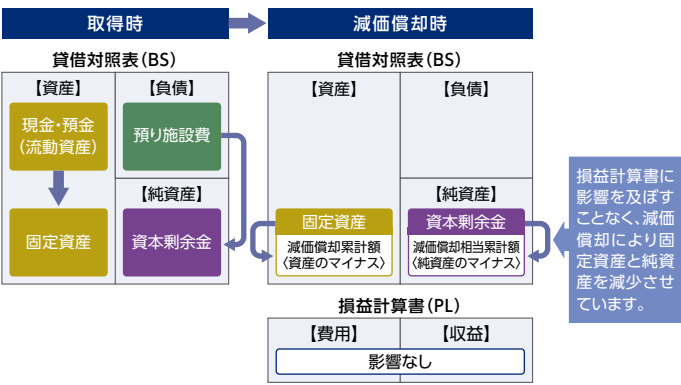 取得時
減価償却時
貸借対照表(BS)
【資産】
【負債】
現金・預金
(流動資産)
預り施設費
【純資産】
固定資産
資本剰余金
貸借対照表(BS)
【資産】
【負債】
【純資産】
固定資産
減価償却累計額
〈資産のマイナス〉
資本剰余金
減価償却相当累計額
〈純資産のマイナス〉
損益計算書に
影響を及ぼす
ことなく、減価
償却により固
定資産と純資
産を減少させ
ています。
損益計算書(PL)
【費用】
【収益】
影響なし